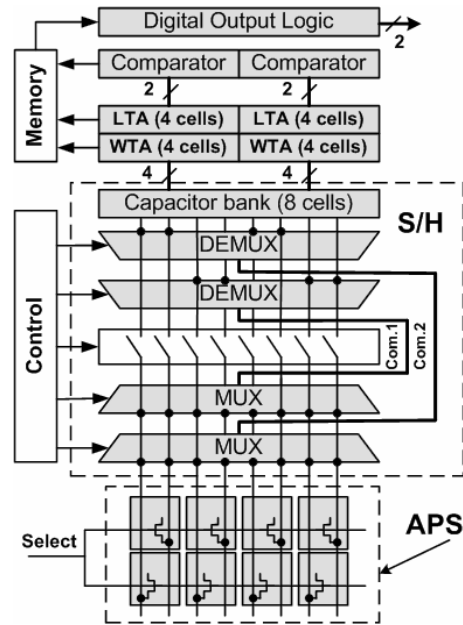 Digital Output Logic
2
Memory
Comparator Comparator
2 2
LTA (4 cells) LTA (4 cells)
WTA (4 cells) WTA (4 cells)
4 4
Capacitor bank (8 cells)
S/H
DEMUX
DEMUX
Control
Com.1
Com.2
MUX
MUX
APS
Select